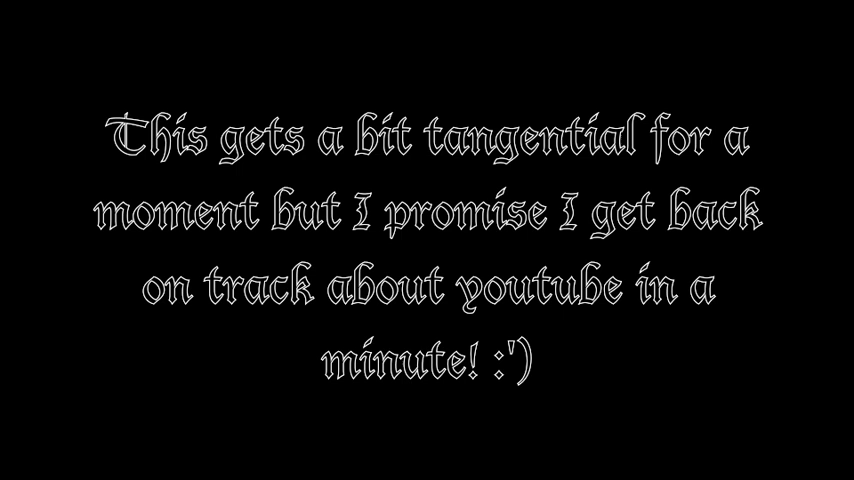 This gets a bit tangential for a
moment but I promise I get back
on track about youtube in a
minute! :')